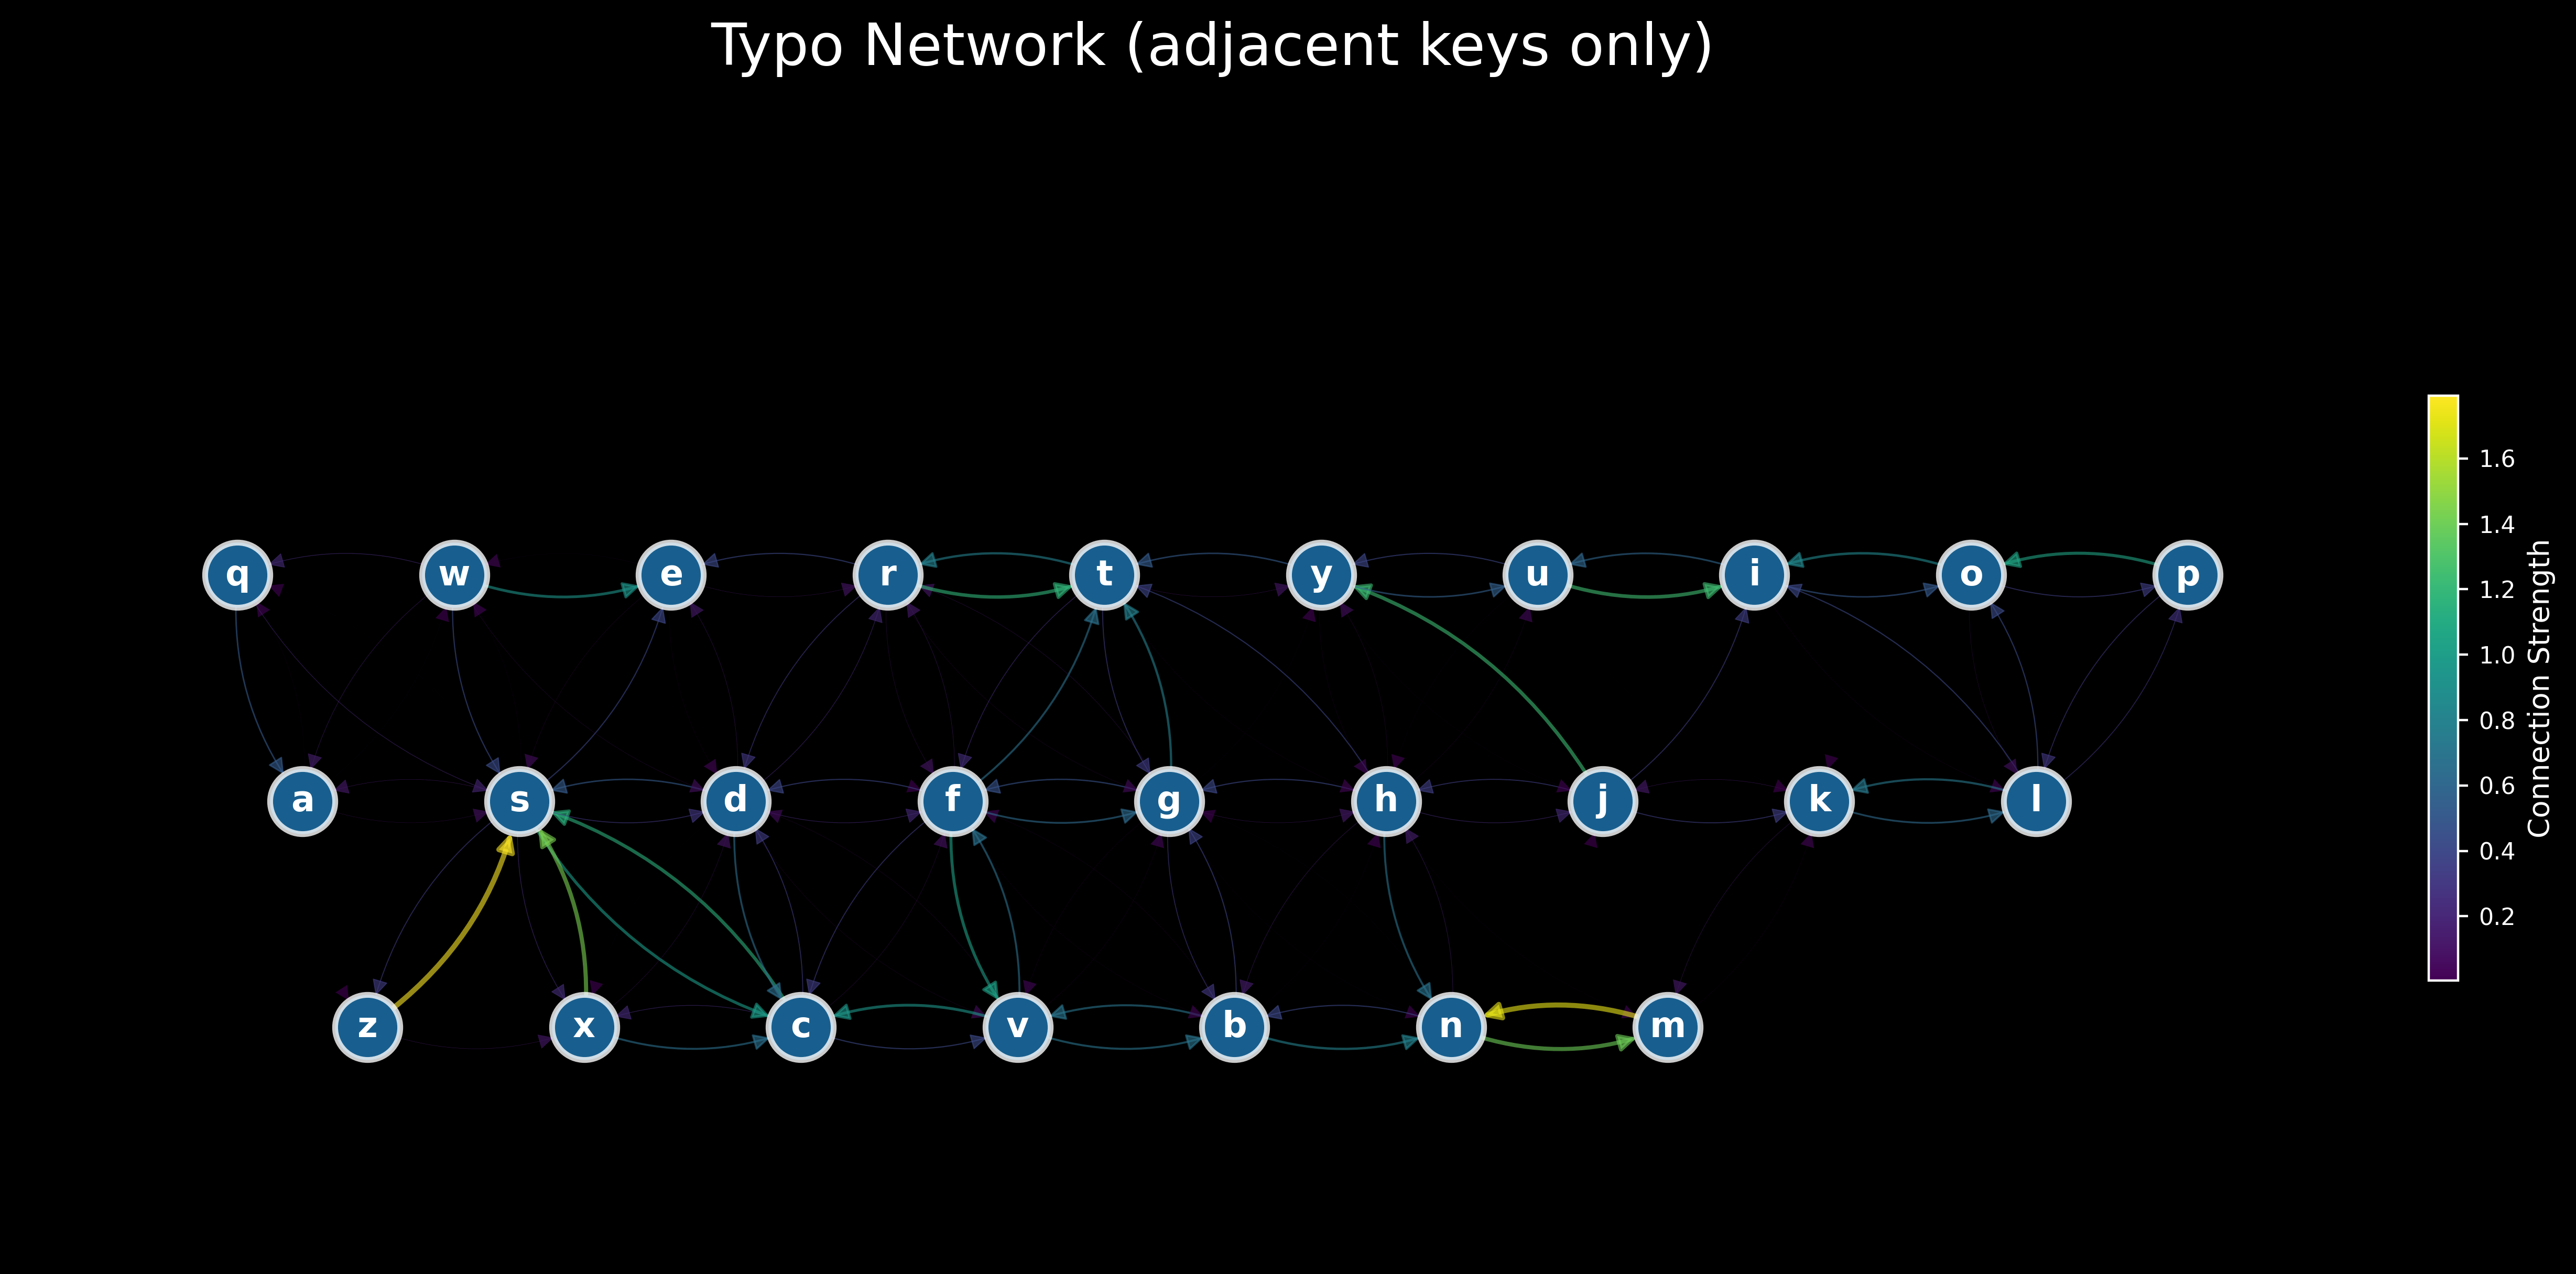 Typo Network (adjacent keys only)
q w e r t y u i o p
a s d f g h j k l
z x c v b n m
1.6
1.4
1.2
1.0
0.8
0.6
0.4
0.2
Connection Strength